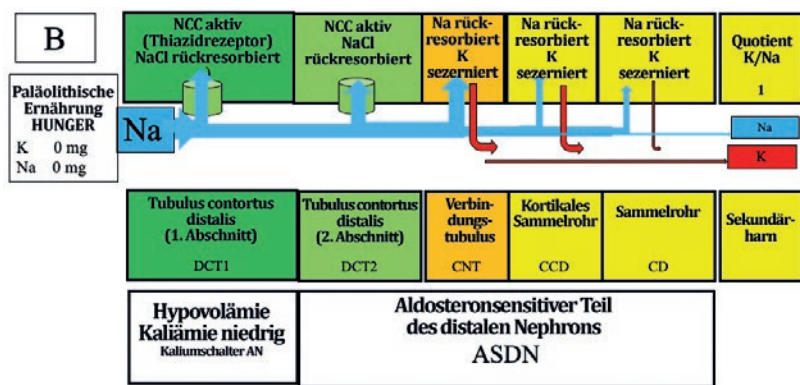 B
Paläolithische
Ernährung
HUNGER
K 0 mg
Na 0 mg
NCC aktiv
(Thiazidrezeptor)
NaCl rückresorbiert
NCC aktiv
NaCl
rückresorbiert
Na rück-
resorbiert
K
sezerniert
Na rück-
resorbiert
K
sezerniert
Na rück-
resorbiert
K
sezerniert
Quotient
K/Na
1
Na
Na
K
Tubulus contortus
distalis
(1. Abschnitt)
DCT1
Tubulus contortus
distalis
(2. Abschnitt)
DCT2
Verbin-
dungs-
tubulus
CNT
Kortikales
Sammelrohr
CCD
Sammelrohr
CD
Sekundär-
harn
Hypovolämie
Kaliämie niedrig
Kaliumschalter AN
Aldosteronsensitiver Teil
des distalen Nephrons
ASDN